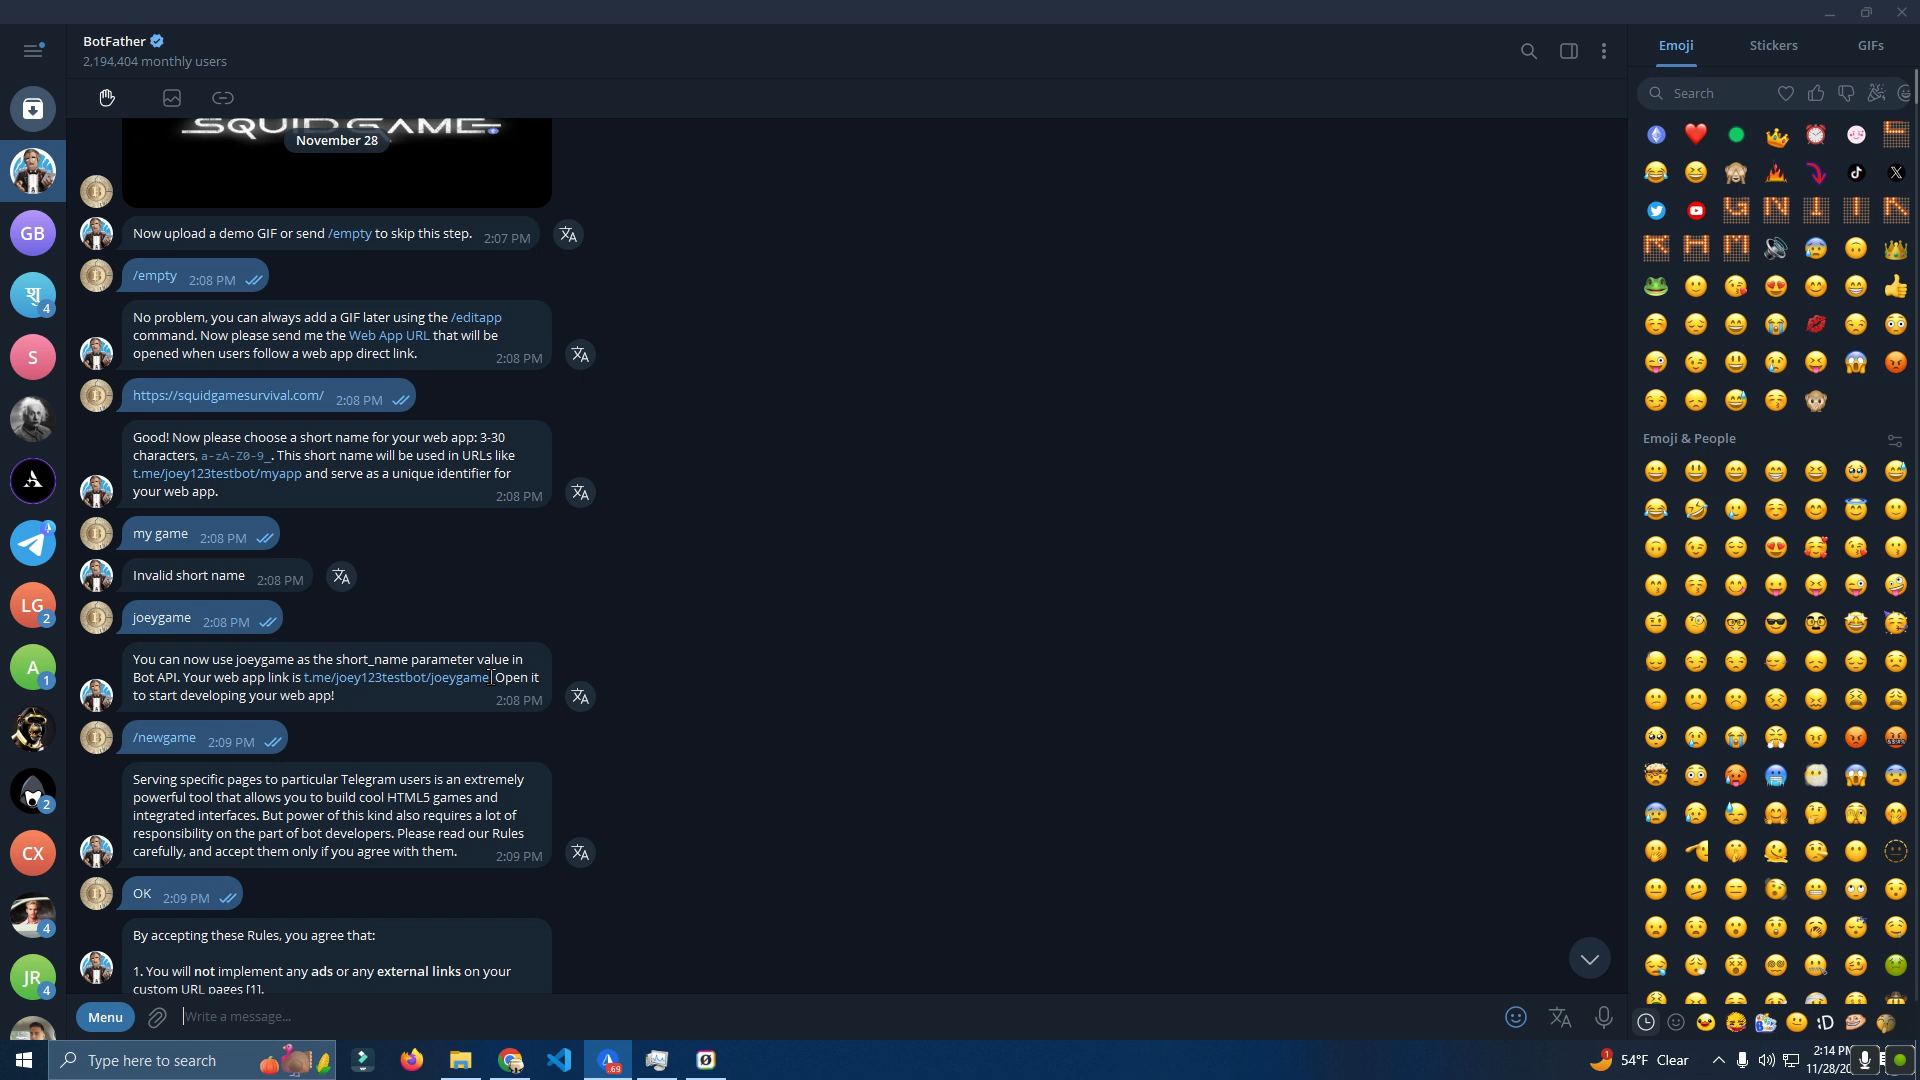 BotFather
2,194,404 monthly users
Emoji
Stickers
GIFs
Search
SQUID GAME
November 28
Now upload a demo GIF or send /empty to skip this step. 2:07 PM
/empty 2:08 PM
No problem, you can always add a GIF later using the /editapp
command. Now please send me the Web App URL that will be
opened when users follow a web app direct link. 2:08 PM
https://squidgamesurvival.com/ 2:08 PM
Good! Now please choose a short name for your web app: 3-30
characters, a-zA-Z0-9_. This short name will be used in URLs like
t.me/joey123testbot/myapp and serve as a unique identifier for
your web app. 2:08 PM
my game 2:08 PM
Invalid short name 2:08 PM
joeygame 2:08 PM
You can now use joeygame as the short_name parameter value in
Bot API. Your web app link is t.me/joey123testbot/joeygame Open it
to start developing your web app! 2:08 PM
/newgame 2:09 PM
Serving specific pages to particular Telegram users is an extremely
powerful tool that allows you to build cool HTML5 games and
integrated interfaces. But power of this kind also requires a lot of
responsibility on the part of bot developers. Please read our Rules
carefully, and accept them only if you agree with them. 2:09 PM
OK 2:09 PM
By accepting these Rules, you agree that:
1. You will not implement any ads or any external links on your
custom URL pages [1].
Menu
Write a message...
GB
शु 4
S
LG 2
A 1
2
CX
4
JR 4
Emoji & People
Type here to search
.69
1
54°F Clear
2:14 PM
11/28/20